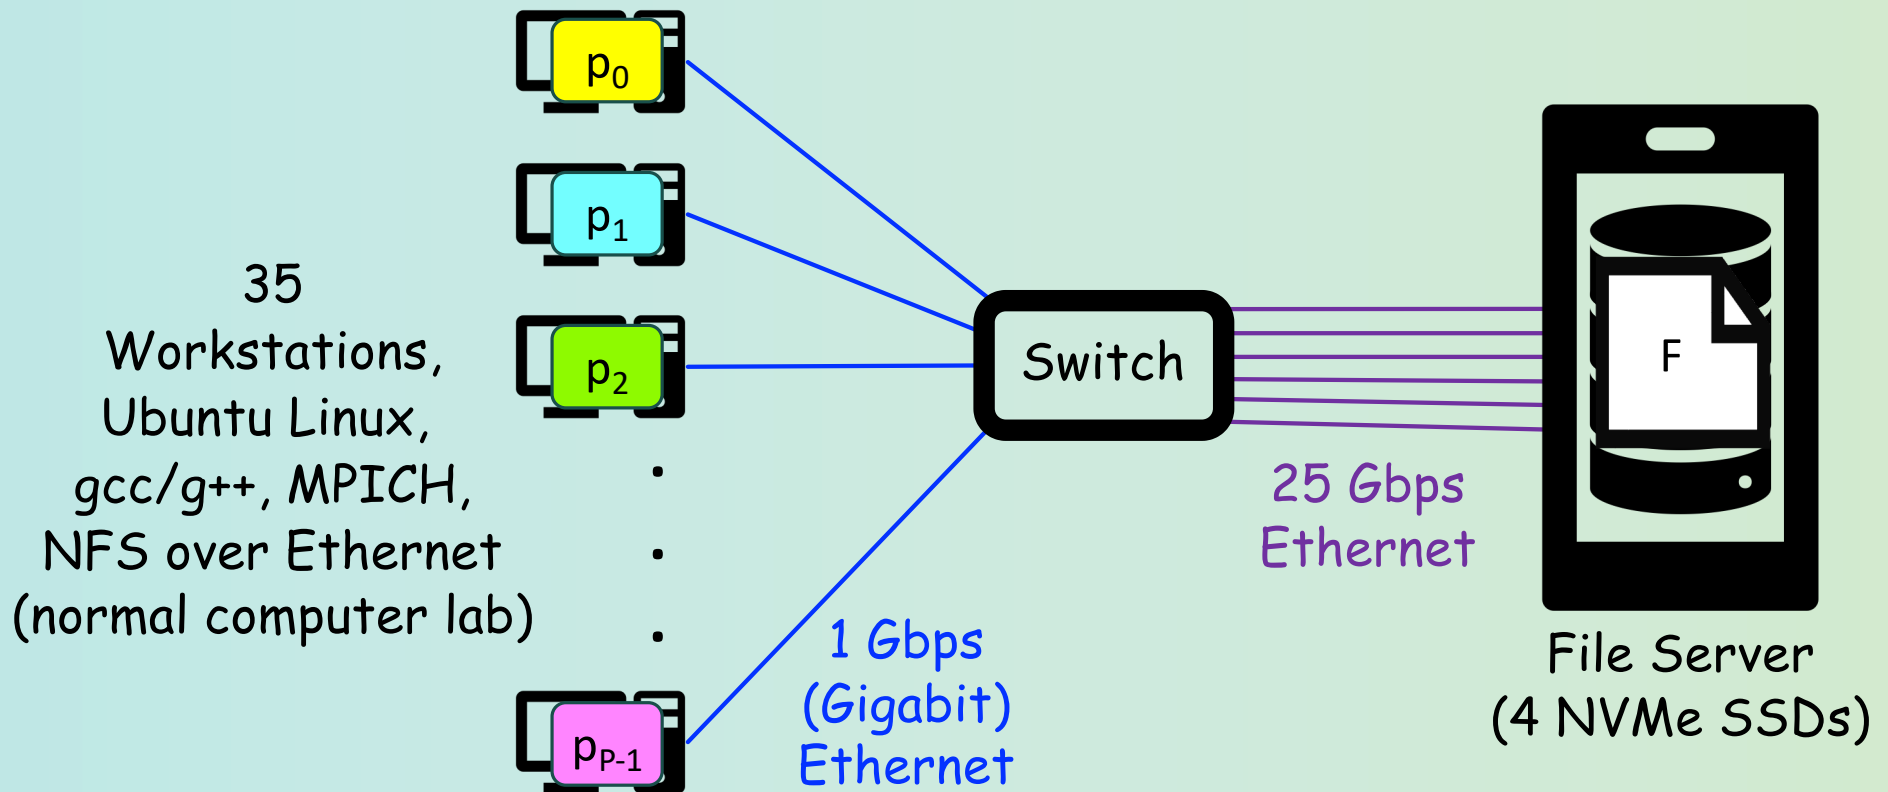 p0
p1
p2
pP-1
35
Workstations,
Ubuntu Linux,
gcc/g++, MPICH,
NFS over Ethernet
(normal computer lab)
.
.
.
1 Gbps
(Gigabit)
Ethernet
Switch
25 Gbps
Ethernet
F
File Server
(4 NVMe SSDs)